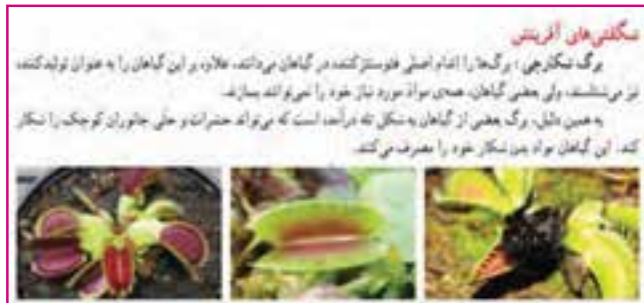 شگفتی‌های آفرینش
برگ شکارچی: برگ‌ها را اندام اصلی فتوسنتزکننده در گیاهان می‌دانند، علاوه بر این گیاهان را به عنوان تولیدکننده،
نیز می‌شناسند، ولی بعضی گیاهان، همه‌ی مواد مورد نیاز خود را نمی‌توانند بسازند.
به همین دلیل، برگ بعضی از گیاهان به شکل تله درآمده است که می‌تواند حشرات و حتی جانوران کوچک را شکار
کند. این گیاهان مواد بدن شکار خود را مصرف می‌کنند.